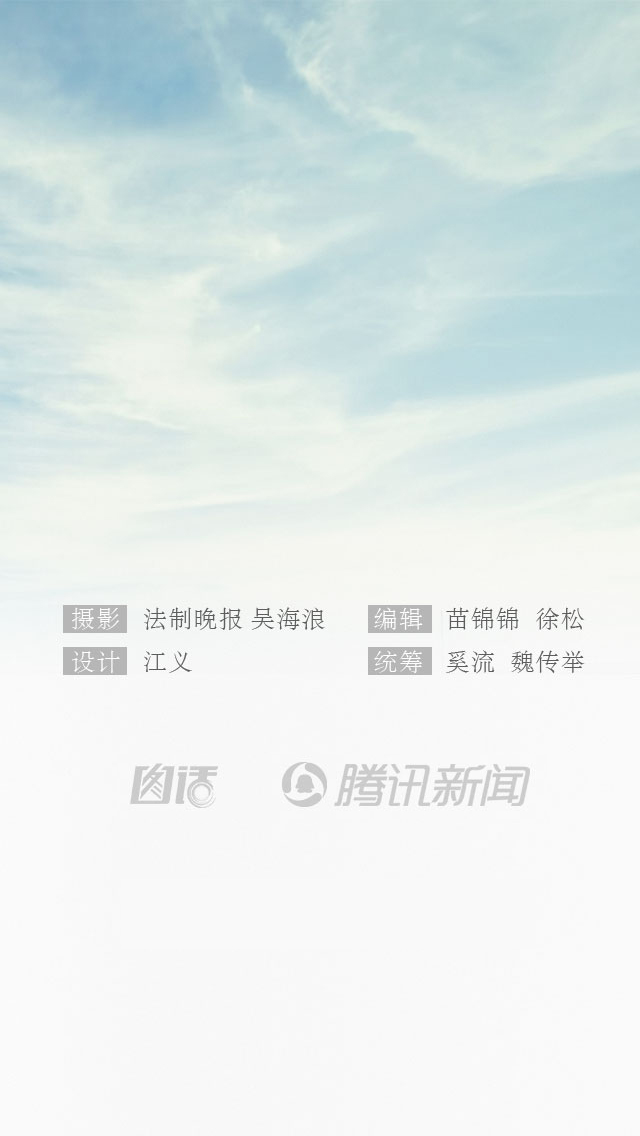 摄影 法制晚报 吴海浪 编辑 苗锦锦 徐松
设计 江义 统筹 奚流 魏传举
图话 腾讯新闻